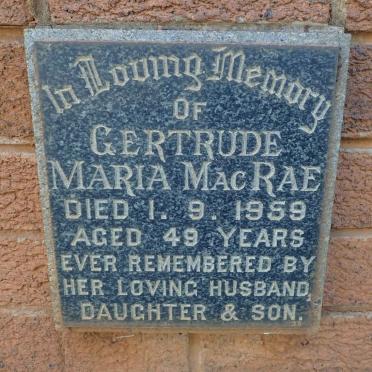 In Loving Memory
OF
GERTRUDE
MARIA MACRAE
DIED 1. 9. 1959
AGED 49 YEARS
EVER REMEMBERED BY
HER LOVING HUSBAND,
DAUGHTER & SON.